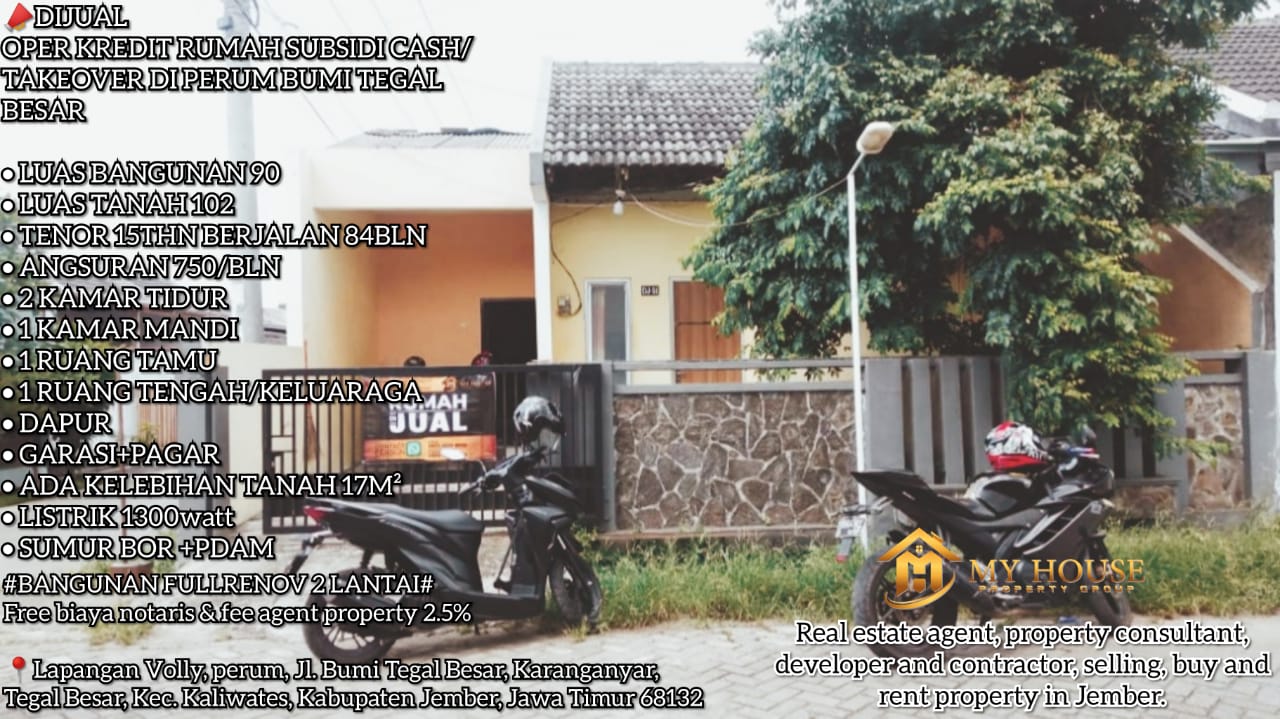 📣DIJUAL
OPER KREDIT RUMAH SUBSIDI CASH/
TAKEOVER DI PERUM BUMI TEGAL
BESAR
• LUAS BANGUNAN 90
• LUAS TANAH 102
• TENOR 15THN BERJALAN 84BLN
• ANGSURAN 750/BLN
• 2 KAMAR TIDUR
• 1 KAMAR MANDI
• 1 RUANG TAMU
• 1 RUANG TENGAH/KELUARAGA
• DAPUR
• GARASI+PAGAR
• ADA KELEBIHAN TANAH 17M²
• LISTRIK 1300watt
• SUMUR BOR +PDAM
#BANGUNAN FULLRENOV 2 LANTAI#
Free biaya notaris & fee agent property 2.5%
📍Lapangan Volly, perum, Jl. Bumi Tegal Besar, Karanganyar,
Tegal Besar, Kec. Kaliwates, Kabupaten Jember, Jawa Timur 68132
RUMAH
JUAL
MY HOUSE
PROPERTY GROUP
Real estate agent, property consultant,
developer and contractor, selling, buy and
rent property in Jember.